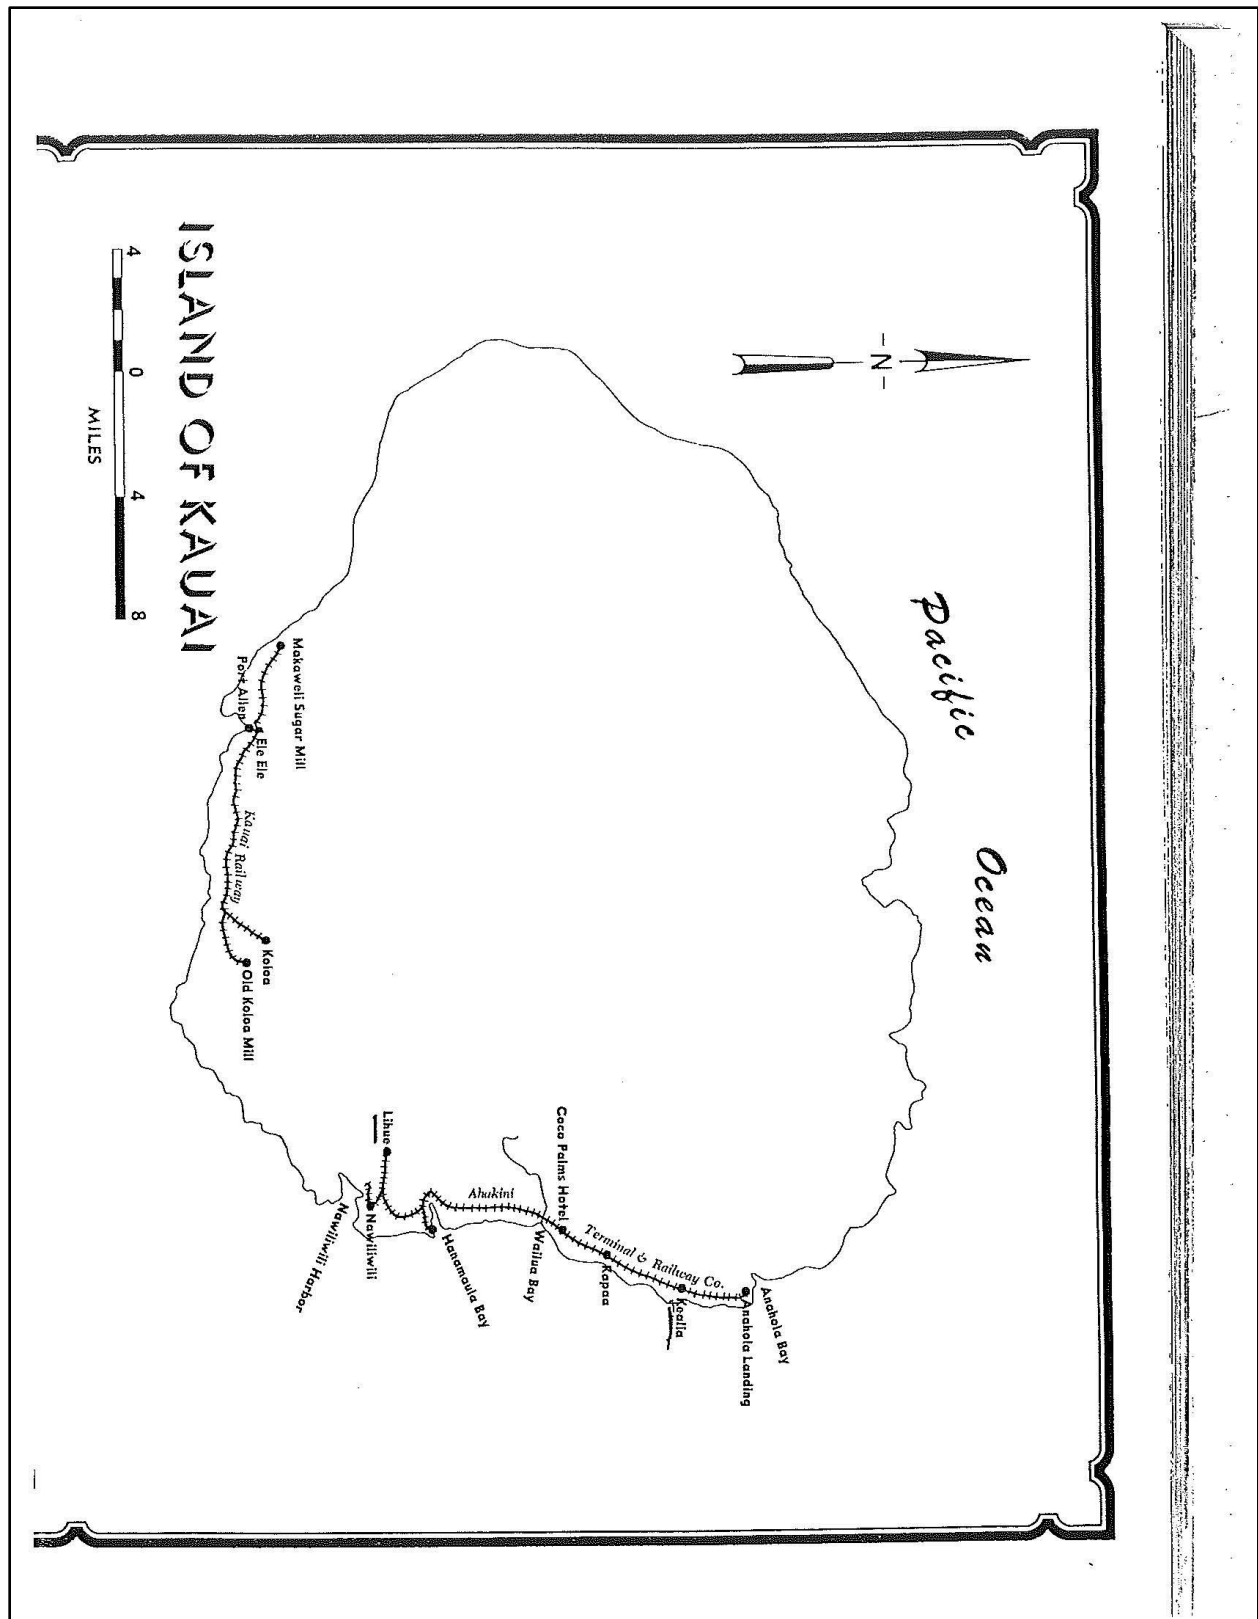 Pacific
Ocean
-N-
Anahola Bay
Anahola Landing
Kealia
Terminal & Railway Co.
Kapaa
Coco Palms Hotel
Wailua Bay
Ahukini
Hanamaula Bay
Lihue
Nawiliwili
Nawiliwili Harbor
Makaweli Sugar Mill
Ele Ele
Port Allen
Kauai Railway
Koloa
Old Koloa Mill
ISLAND OF KAUAI
4 0 4 8
MILES